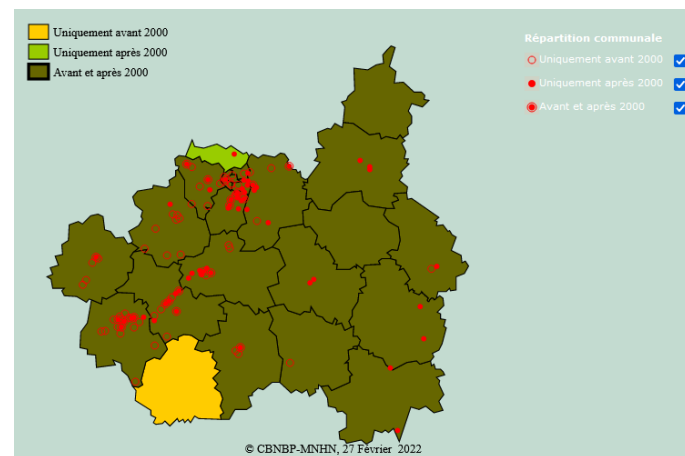 Uniquement avant 2000
Uniquement après 2000
Avant et après 2000
Répartition communale
Uniquement avant 2000
Uniquement après 2000
Avant et après 2000
© CBNBP-MNHN, 27 Février 2022